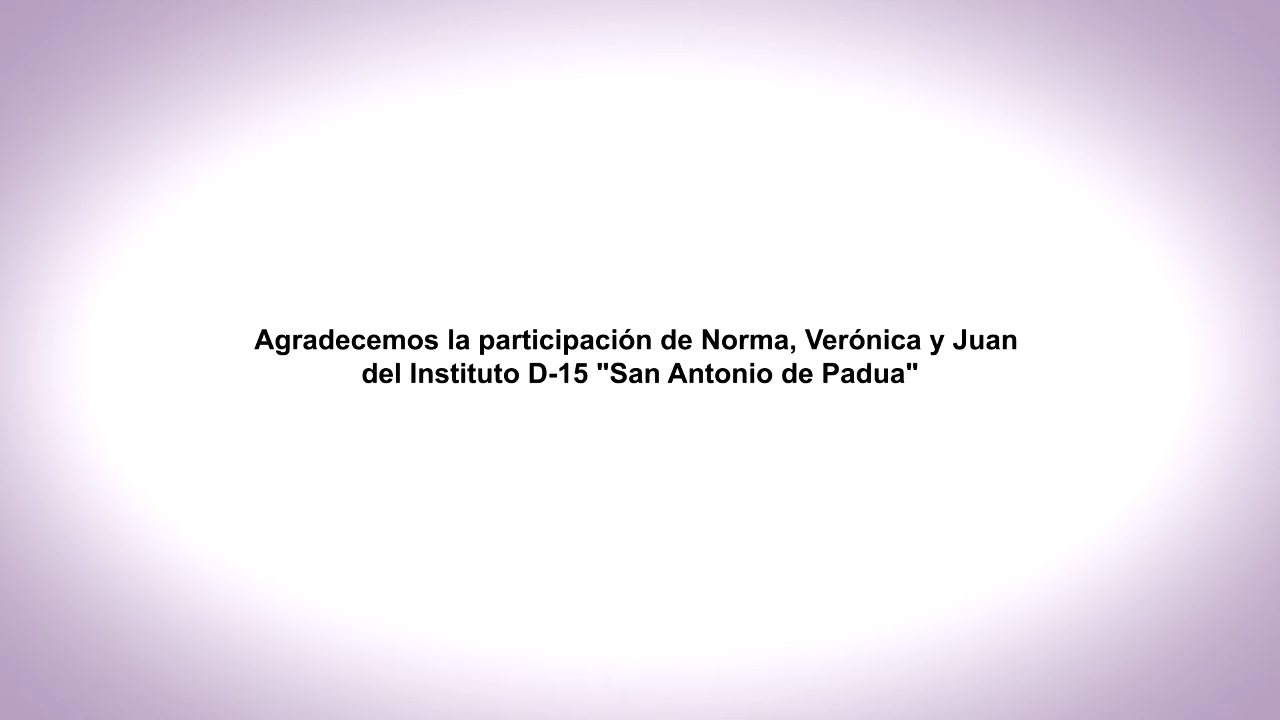 Agradecemos la participación de Norma, Verónica y Juan
del Instituto D-15 "San Antonio de Padua"